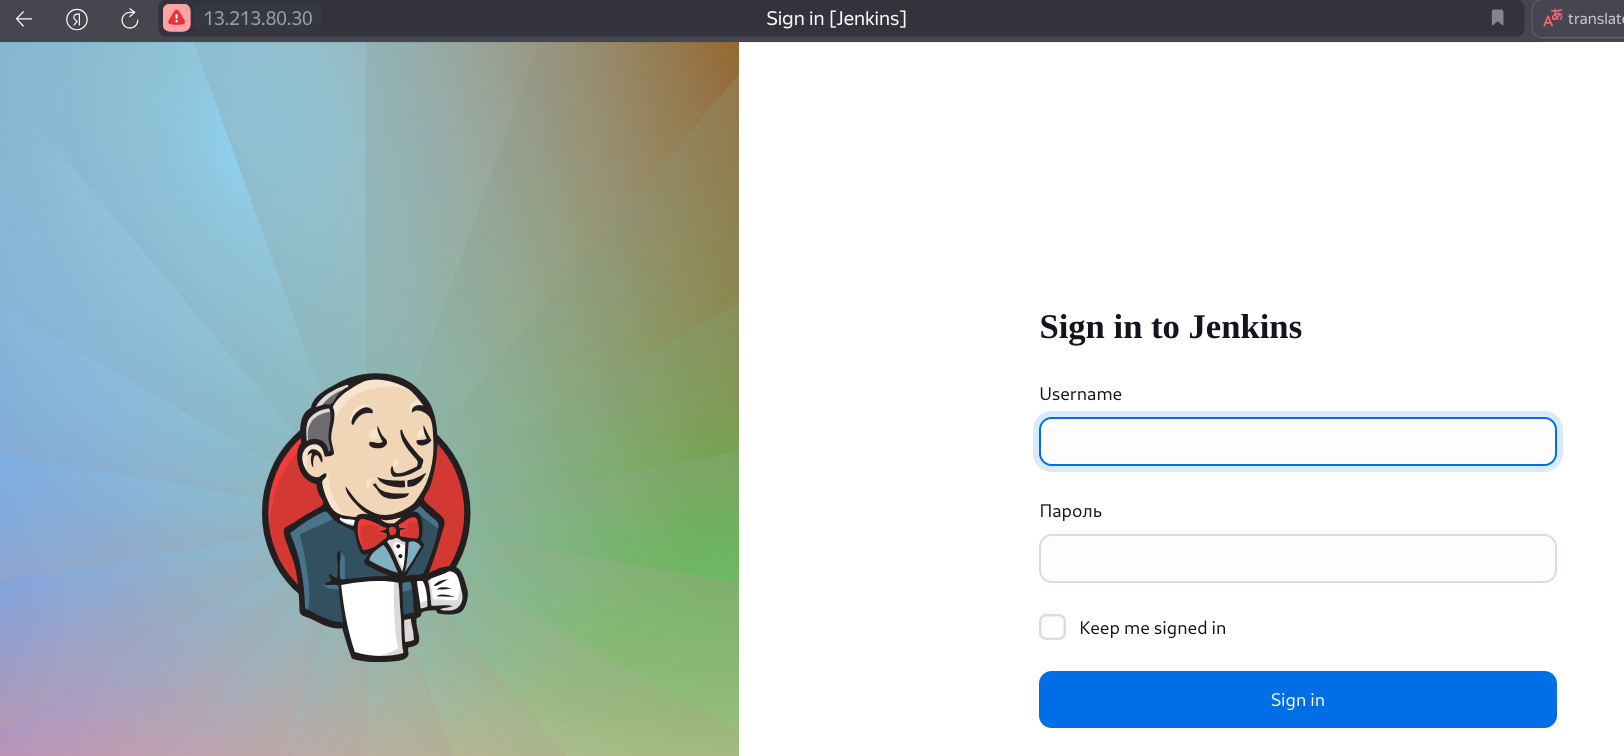 13.213.80.30
Sign in [Jenkins]
translat
Sign in to Jenkins
Username
Пароль
Keep me signed in
Sign in